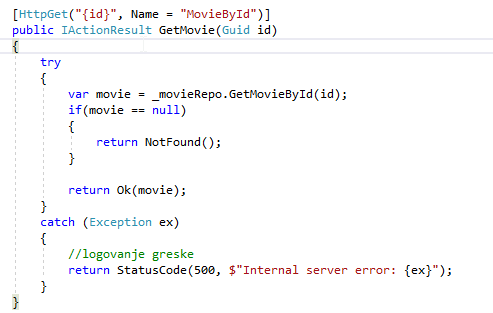 [HttpGet("{id}", Name = "MovieById")]
public IActionResult GetMovie(Guid id)
{
    try
    {
        var movie = _movieRepo.GetMovieById(id);
        if(movie == null)
        {
            return NotFound();
        }

        return Ok(movie);
    }
    catch (Exception ex)
    {
        //logovanje greske
        return StatusCode(500, $"Internal server error: {ex}");
    }
}